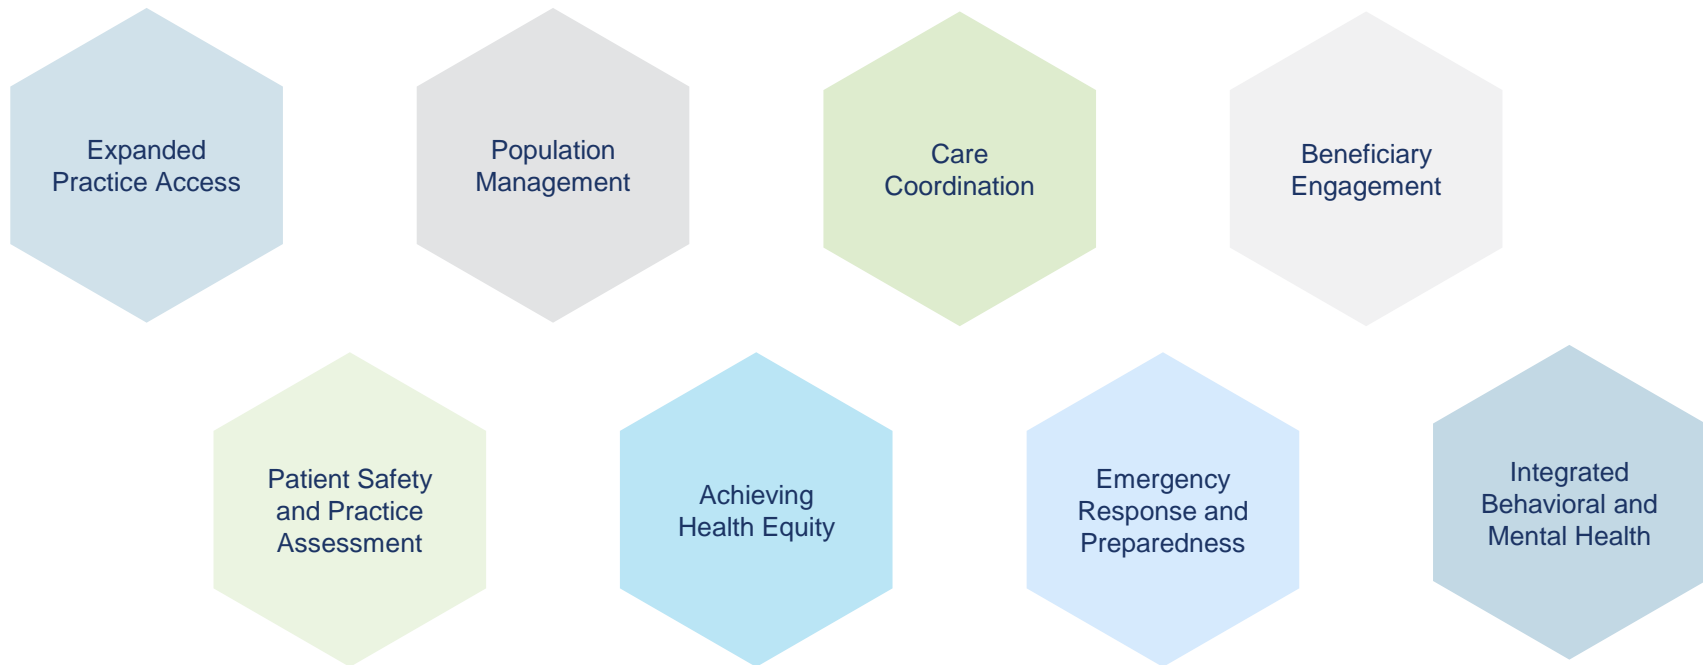 Expanded
Practice Access
Population
Management
Care
Coordination
Beneficiary
Engagement
Patient Safety
and Practice
Assessment
Achieving
Health Equity
Emergency
Response and
Preparedness
Integrated
Behavioral and
Mental Health